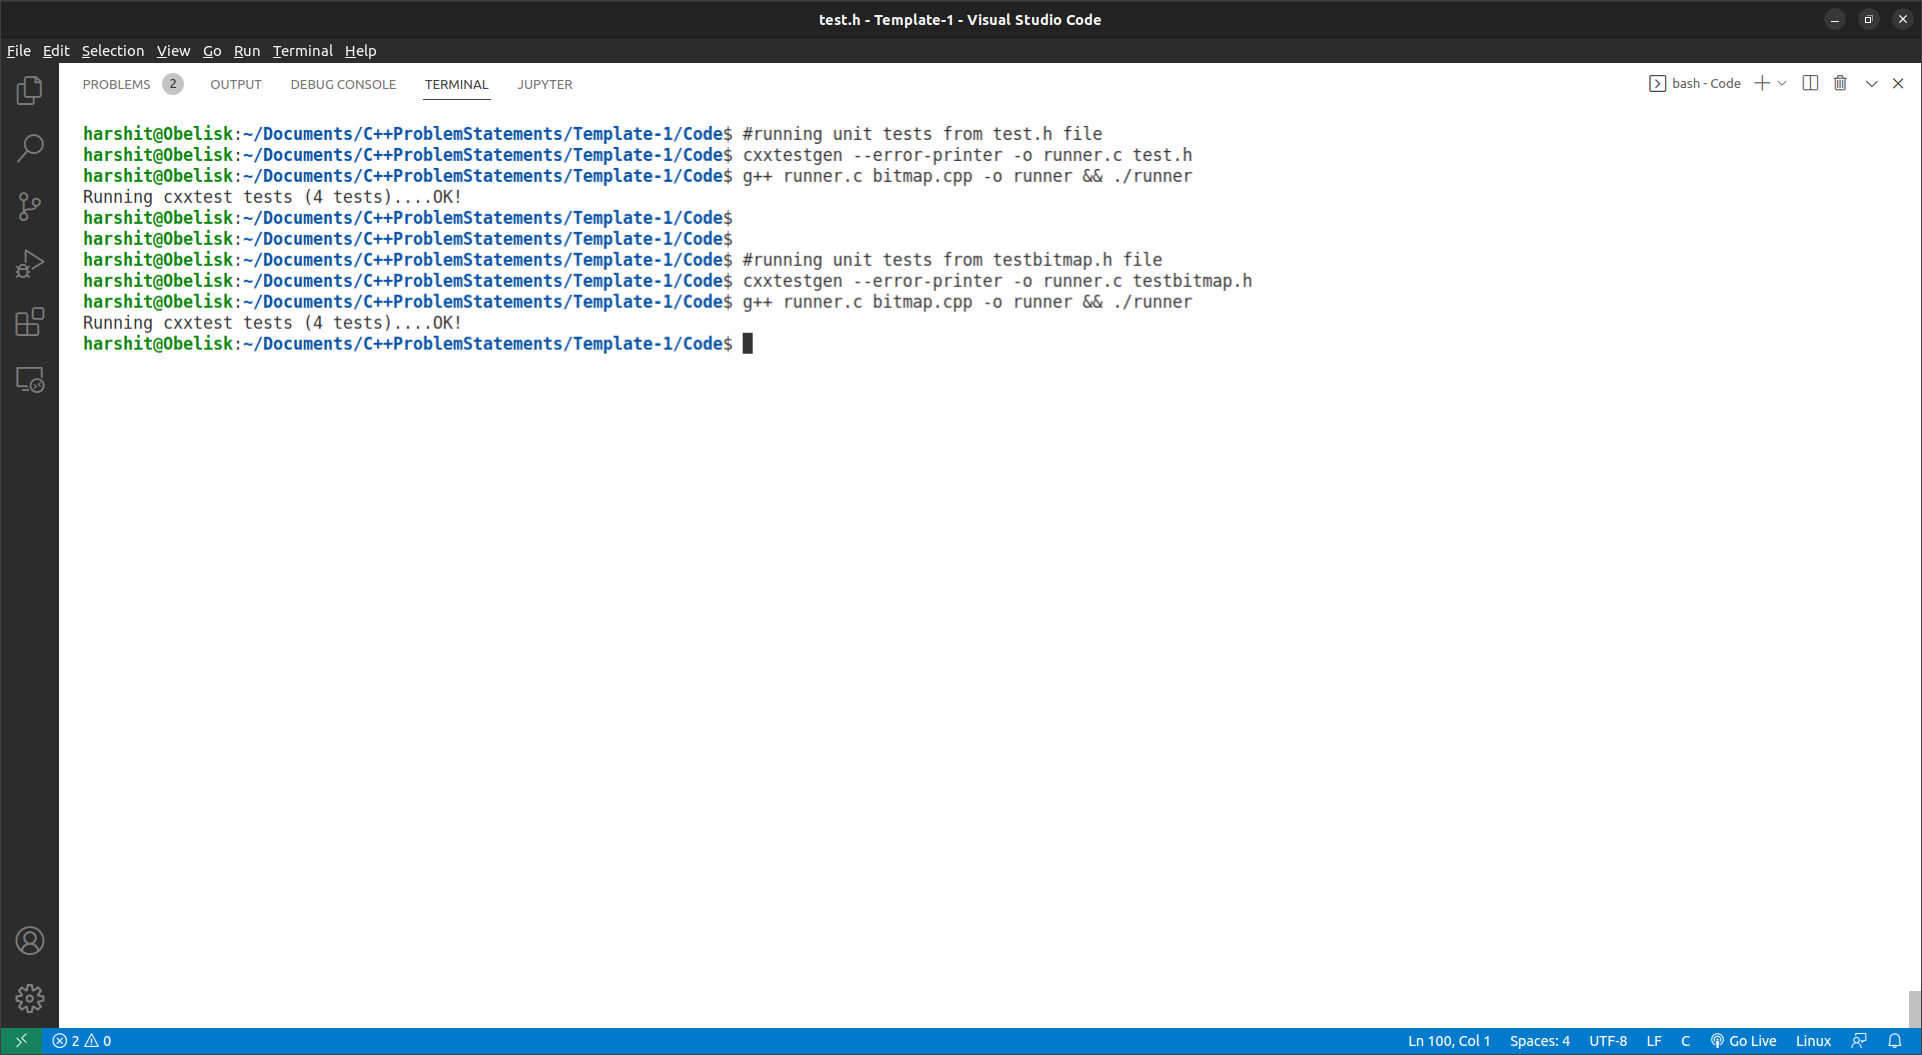 test.h - Template-1 - Visual Studio Code
File Edit Selection View Go Run Terminal Help
PROBLEMS 2 OUTPUT DEBUG CONSOLE TERMINAL JUPYTER bash - Code
harshit@Obelisk:~/Documents/C++ProblemStatements/Template-1/Code$ #running unit tests from test.h file
harshit@Obelisk:~/Documents/C++ProblemStatements/Template-1/Code$ cxxtestgen --error-printer -o runner.c test.h
harshit@Obelisk:~/Documents/C++ProblemStatements/Template-1/Code$ g++ runner.c bitmap.cpp -o runner && ./runner
Running cxxtest tests (4 tests)....OK!
harshit@Obelisk:~/Documents/C++ProblemStatements/Template-1/Code$
harshit@Obelisk:~/Documents/C++ProblemStatements/Template-1/Code$
harshit@Obelisk:~/Documents/C++ProblemStatements/Template-1/Code$ #running unit tests from testbitmap.h file
harshit@Obelisk:~/Documents/C++ProblemStatements/Template-1/Code$ cxxtestgen --error-printer -o runner.c testbitmap.h
harshit@Obelisk:~/Documents/C++ProblemStatements/Template-1/Code$ g++ runner.c bitmap.cpp -o runner && ./runner
Running cxxtest tests (4 tests)....OK!
harshit@Obelisk:~/Documents/C++ProblemStatements/Template-1/Code$
2 0 Ln 100, Col 1 Spaces: 4 UTF-8 LF C Go Live Linux